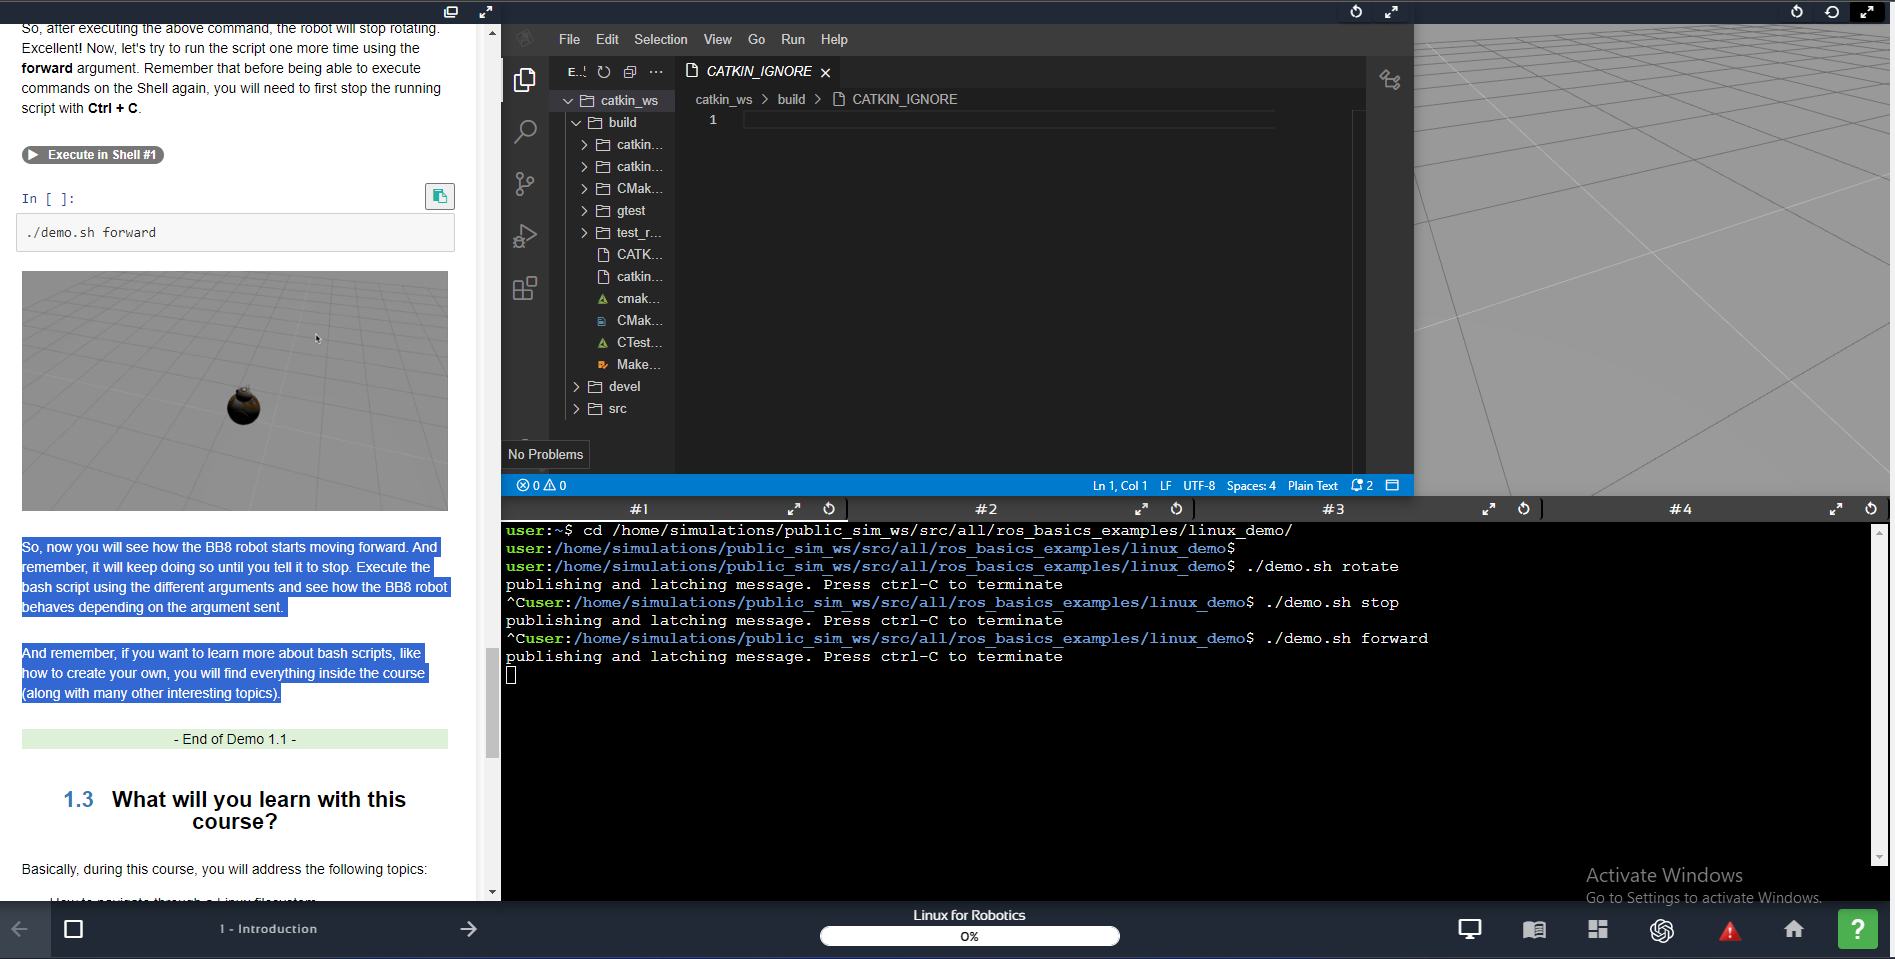 So, after executing the above command, the robot will stop rotating.
Excellent! Now, let's try to run the script one more time using the
forward argument. Remember that before being able to execute
commands on the Shell again, you will need to first stop the running
script with Ctrl + C.
Execute in Shell #1
In [ ]:
./demo.sh forward
So, now you will see how the BB8 robot starts moving forward. And
remember, it will keep doing so until you tell it to stop. Execute the
bash script using the different arguments and see how the BB8 robot
behaves depending on the argument sent.
And remember, if you want to learn more about bash scripts, like
how to create your own, you will find everything inside the course
(along with many other interesting topics).
- End of Demo 1.1 -
1.3 What will you learn with this
course?
Basically, during this course, you will address the following topics:
How to navigate through a Linux filesystem
File Edit Selection View Go Run Help
E..
CATKIN_IGNORE
catkin_ws > build > CATKIN_IGNORE
1
catkin_ws
build
catkin...
catkin...
CMak...
gtest
test_r...
CATK...
catkin...
cmak...
CMak...
CTest...
Make...
devel
src
No Problems
0 0
Ln 1, Col 1 LF UTF-8 Spaces: 4 Plain Text 2
#1 #2 #3 #4
user:~$ cd /home/simulations/public_sim_ws/src/all/ros_basics_examples/linux_demo/
user:/home/simulations/public_sim_ws/src/all/ros_basics_examples/linux_demo$
user:/home/simulations/public_sim_ws/src/all/ros_basics_examples/linux_demo$ ./demo.sh rotate
publishing and latching message. Press ctrl-C to terminate
^Cuser:/home/simulations/public_sim_ws/src/all/ros_basics_examples/linux_demo$ ./demo.sh stop
publishing and latching message. Press ctrl-C to terminate
^Cuser:/home/simulations/public_sim_ws/src/all/ros_basics_examples/linux_demo$ ./demo.sh forward
publishing and latching message. Press ctrl-C to terminate
Activate Windows
Go to Settings to activate Windows.
1 - Introduction
Linux for Robotics
0%
?